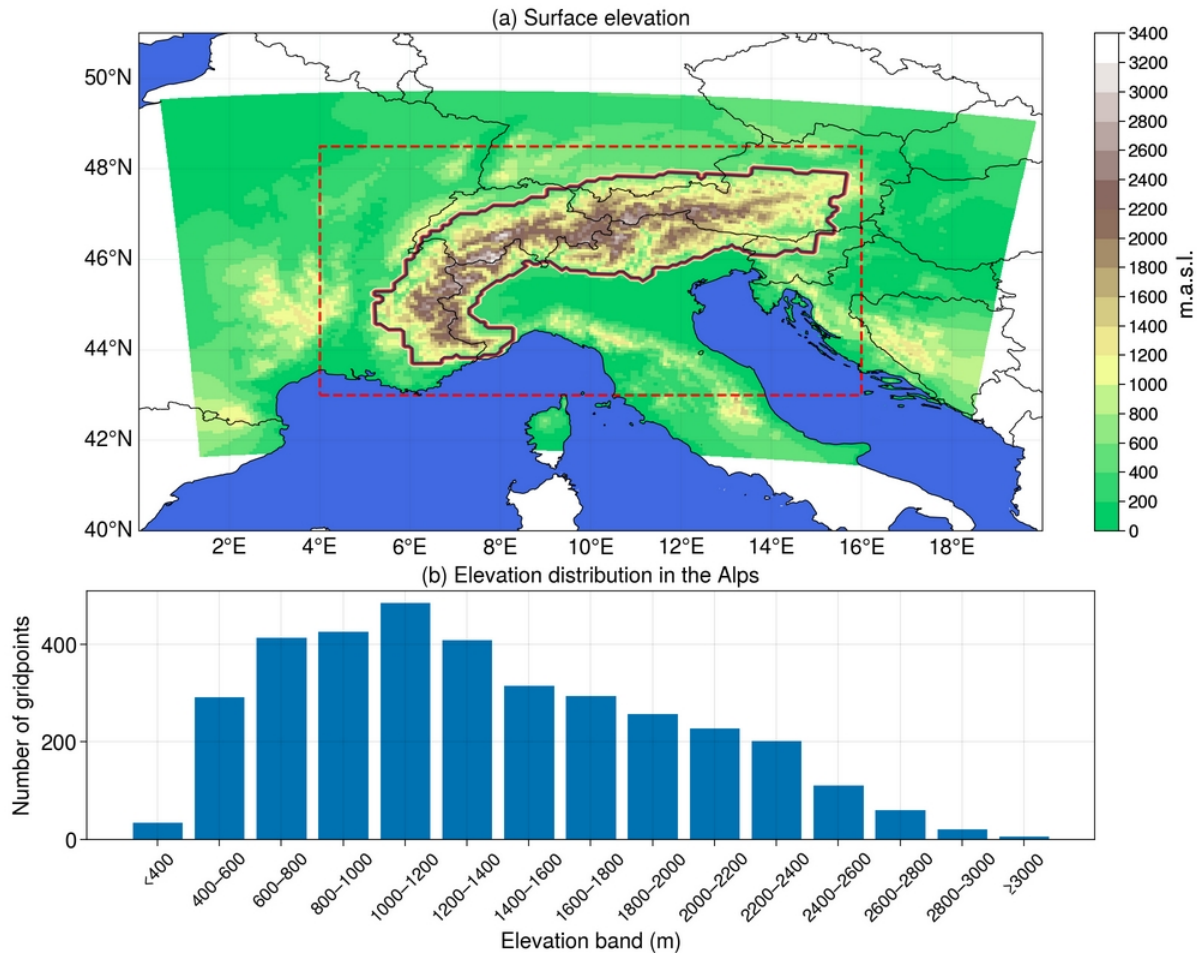 (a) Surface elevation
50°N
48°N
46°N
44°N
42°N
40°N
2°E 4°E 6°E 8°E 10°E 12°E 14°E 16°E 18°E
3400
3200
3000
2800
2600
2400
2200
2000
1800
1600
1400
1200
1000
800
600
400
200
0
m.a.s.l.
(b) Elevation distribution in the Alps
Number of gridpoints
400
200
0
<400 400–600 600–800 800–1000 1000–1200 1200–1400 1400–1600 1600–1800 1800–2000 2000–2200 2200–2400 2400–2600 2600–2800 2800–3000 ≥3000
Elevation band (m)